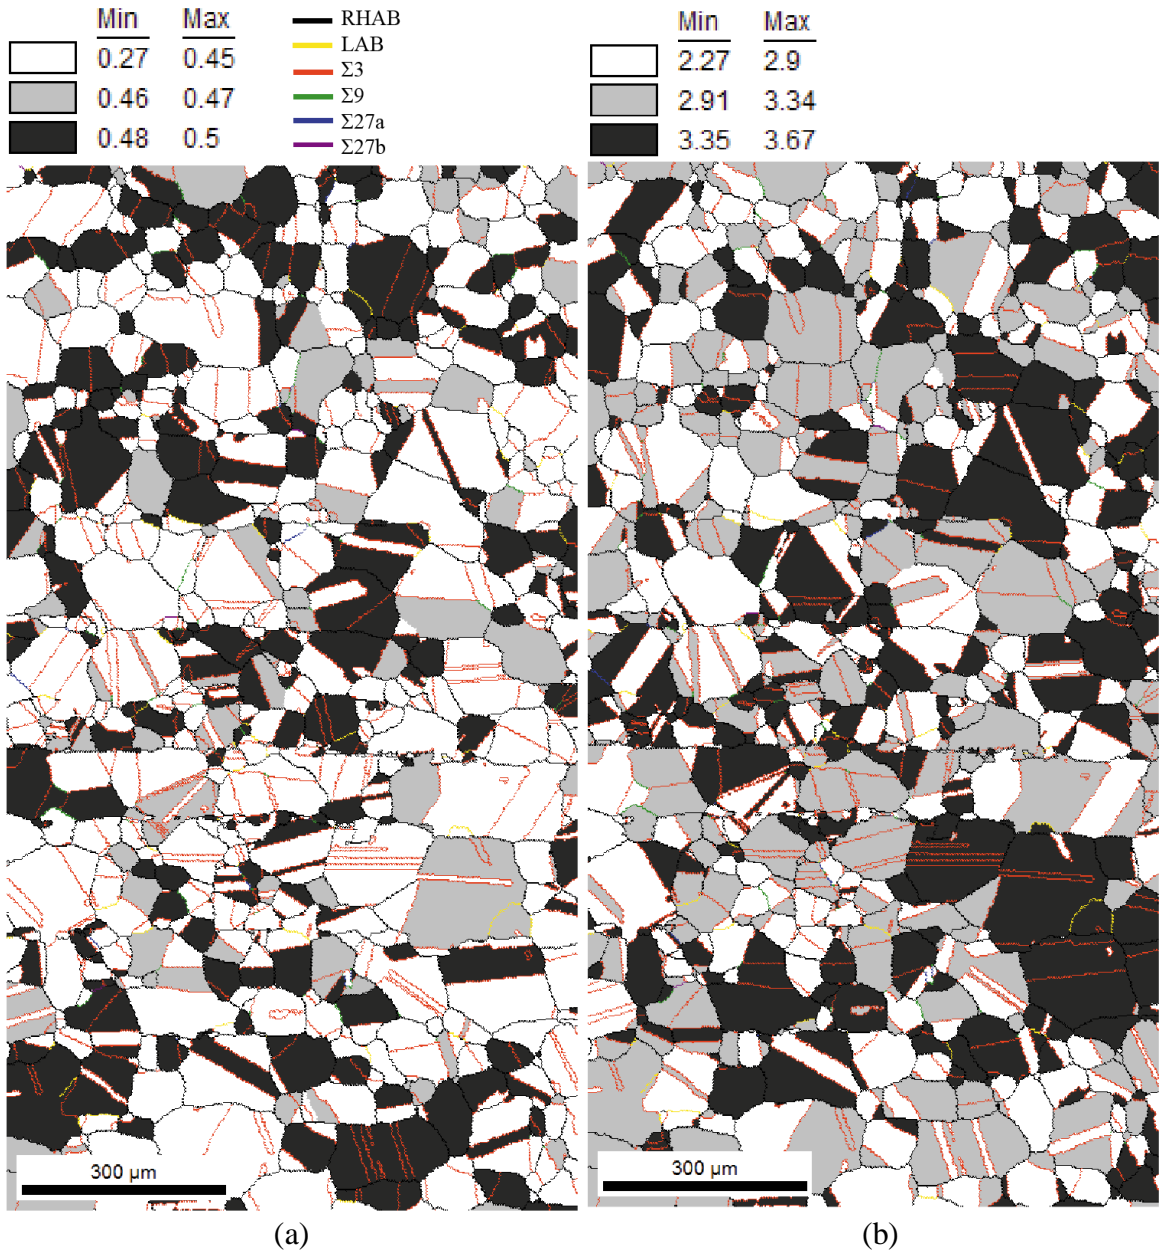 Min Max
0.27 0.45
0.46 0.47
0.48 0.5
RHAB
LAB
Σ3
Σ9
Σ27a
Σ27b
Min Max
2.27 2.9
2.91 3.34
3.35 3.67
300 µm
300 µm
(a)
(b)